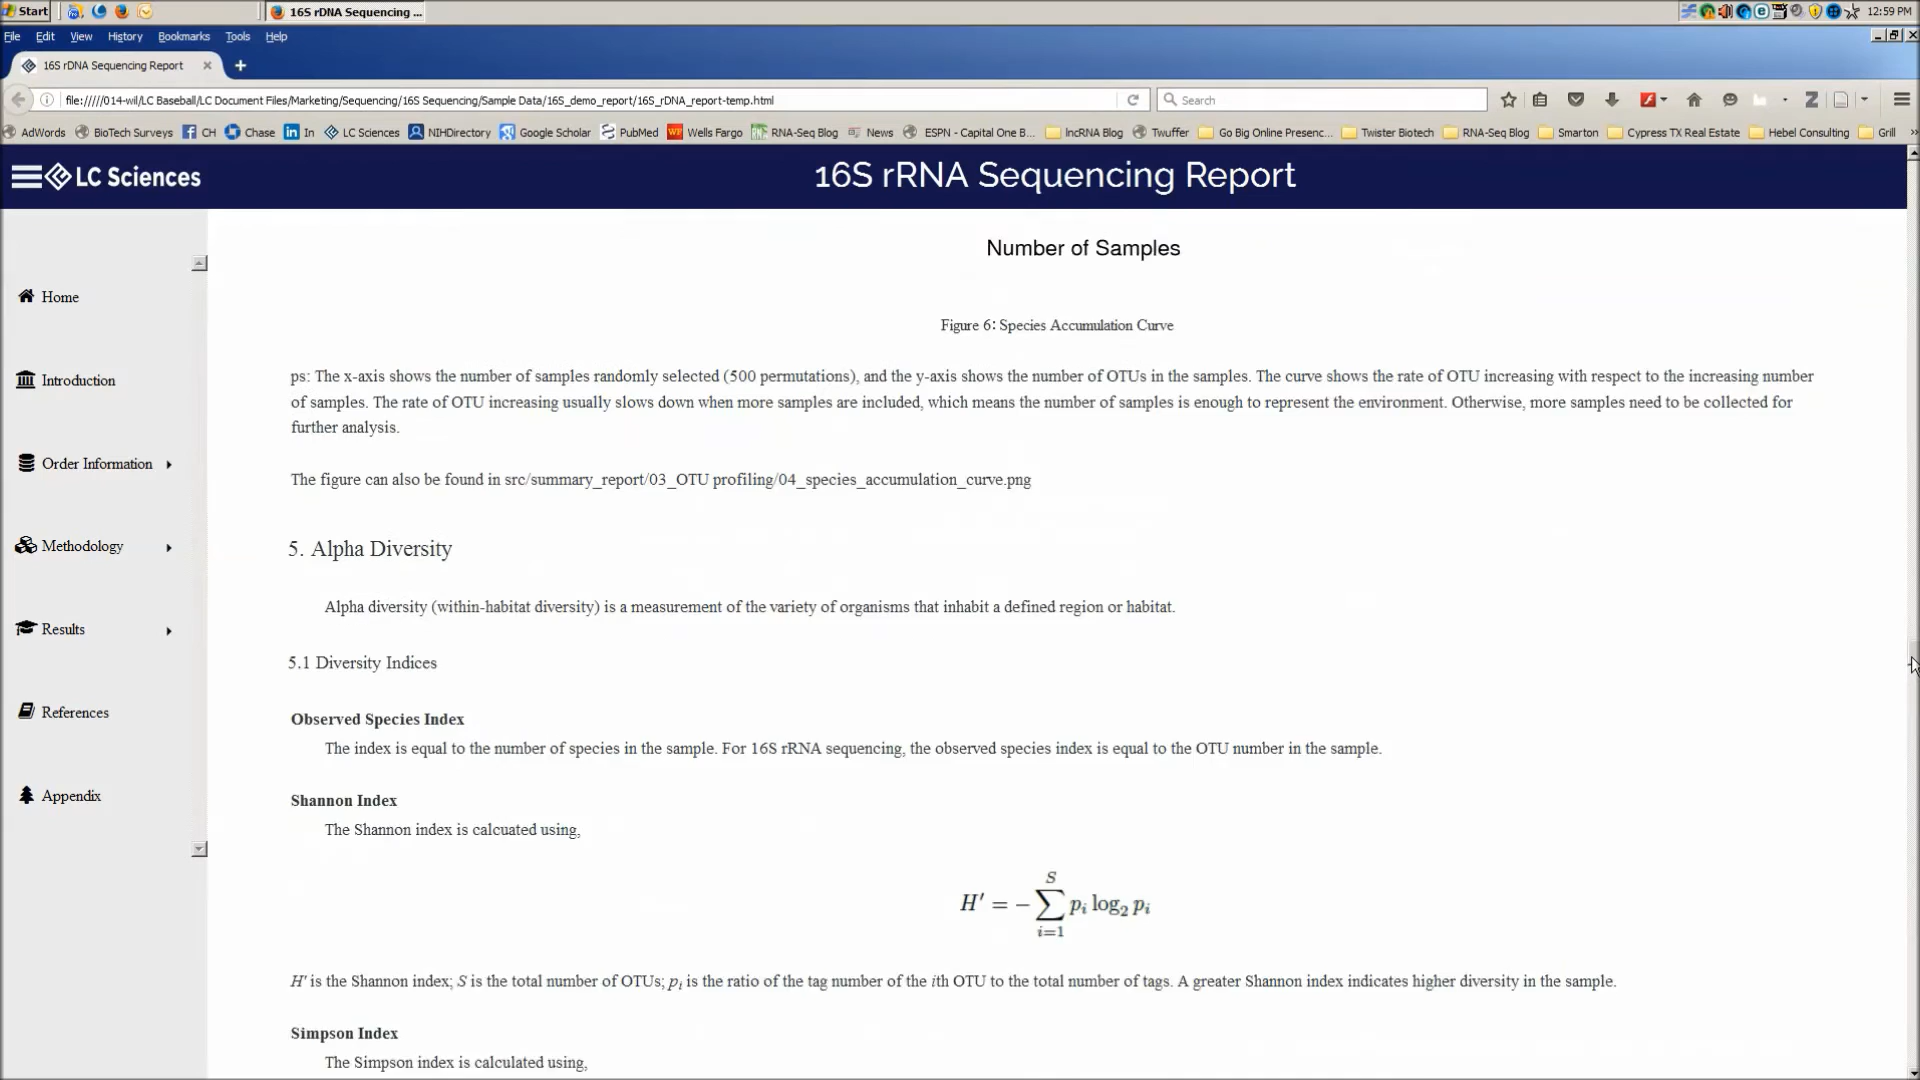 Start
16S rDNA Sequencing ...
12:59 PM
File Edit View History Bookmarks Tools Help
16S rDNA Sequencing Report
file://///014-wil/LC Baseball/LC Document Files/Marketing/Sequencing/16S Sequencing/Sample Data/16S_demo_report/16S_rDNA_report-temp.html
Search
AdWords BioTech Surveys CH Chase In LC Sciences NIHDirectory Google Scholar PubMed Wells Fargo RNA-Seq Blog News ESPN - Capital One B... lncRNA Blog Twuffer Go Big Online Presenc... Twister Biotech RNA-Seq Blog Smarton Cypress TX Real Estate Hebel Consulting Grill
LC Sciences
16S rRNA Sequencing Report
Home
Introduction
Order Information
Methodology
Results
References
Appendix
Number of Samples
Figure 6: Species Accumulation Curve
ps: The x-axis shows the number of samples randomly selected (500 permutations), and the y-axis shows the number of OTUs in the samples. The curve shows the rate of OTU increasing with respect to the increasing number
of samples. The rate of OTU increasing usually slows down when more samples are included, which means the number of samples is enough to represent the environment. Otherwise, more samples need to be collected for
further analysis.
The figure can also be found in src/summary_report/03_OTU profiling/04_species_accumulation_curve.png
5. Alpha Diversity
Alpha diversity (within-habitat diversity) is a measurement of the variety of organisms that inhabit a defined region or habitat.
5.1 Diversity Indices
Observed Species Index
The index is equal to the number of species in the sample. For 16S rRNA sequencing, the observed species index is equal to the OTU number in the sample.
Shannon Index
The Shannon index is calcuated using,
H′ = − ∑_{i=1}^{S} p_i log_2 p_i
H' is the Shannon index; S is the total number of OTUs; p_i is the ratio of the tag number of the ith OTU to the total number of tags. A greater Shannon index indicates higher diversity in the sample.
Simpson Index
The Simpson index is calculated using,